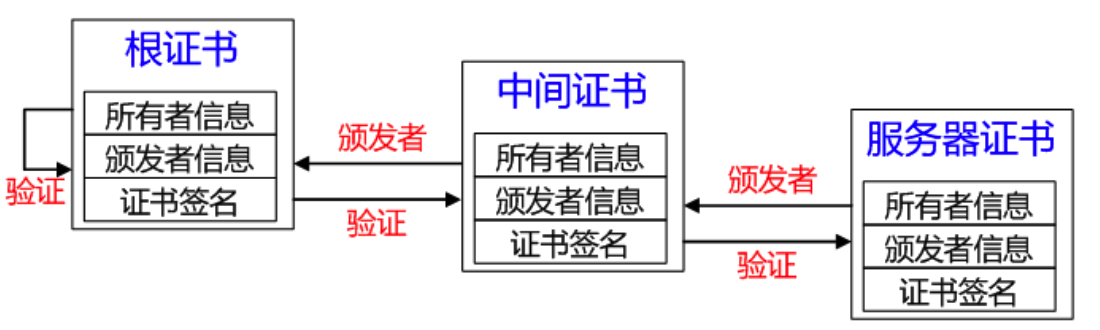 根证书
所有者信息
颁发者信息
证书签名
验证
颁发者
验证
中间证书
所有者信息
颁发者信息
证书签名
颁发者
验证
服务器证书
所有者信息
颁发者信息
证书签名